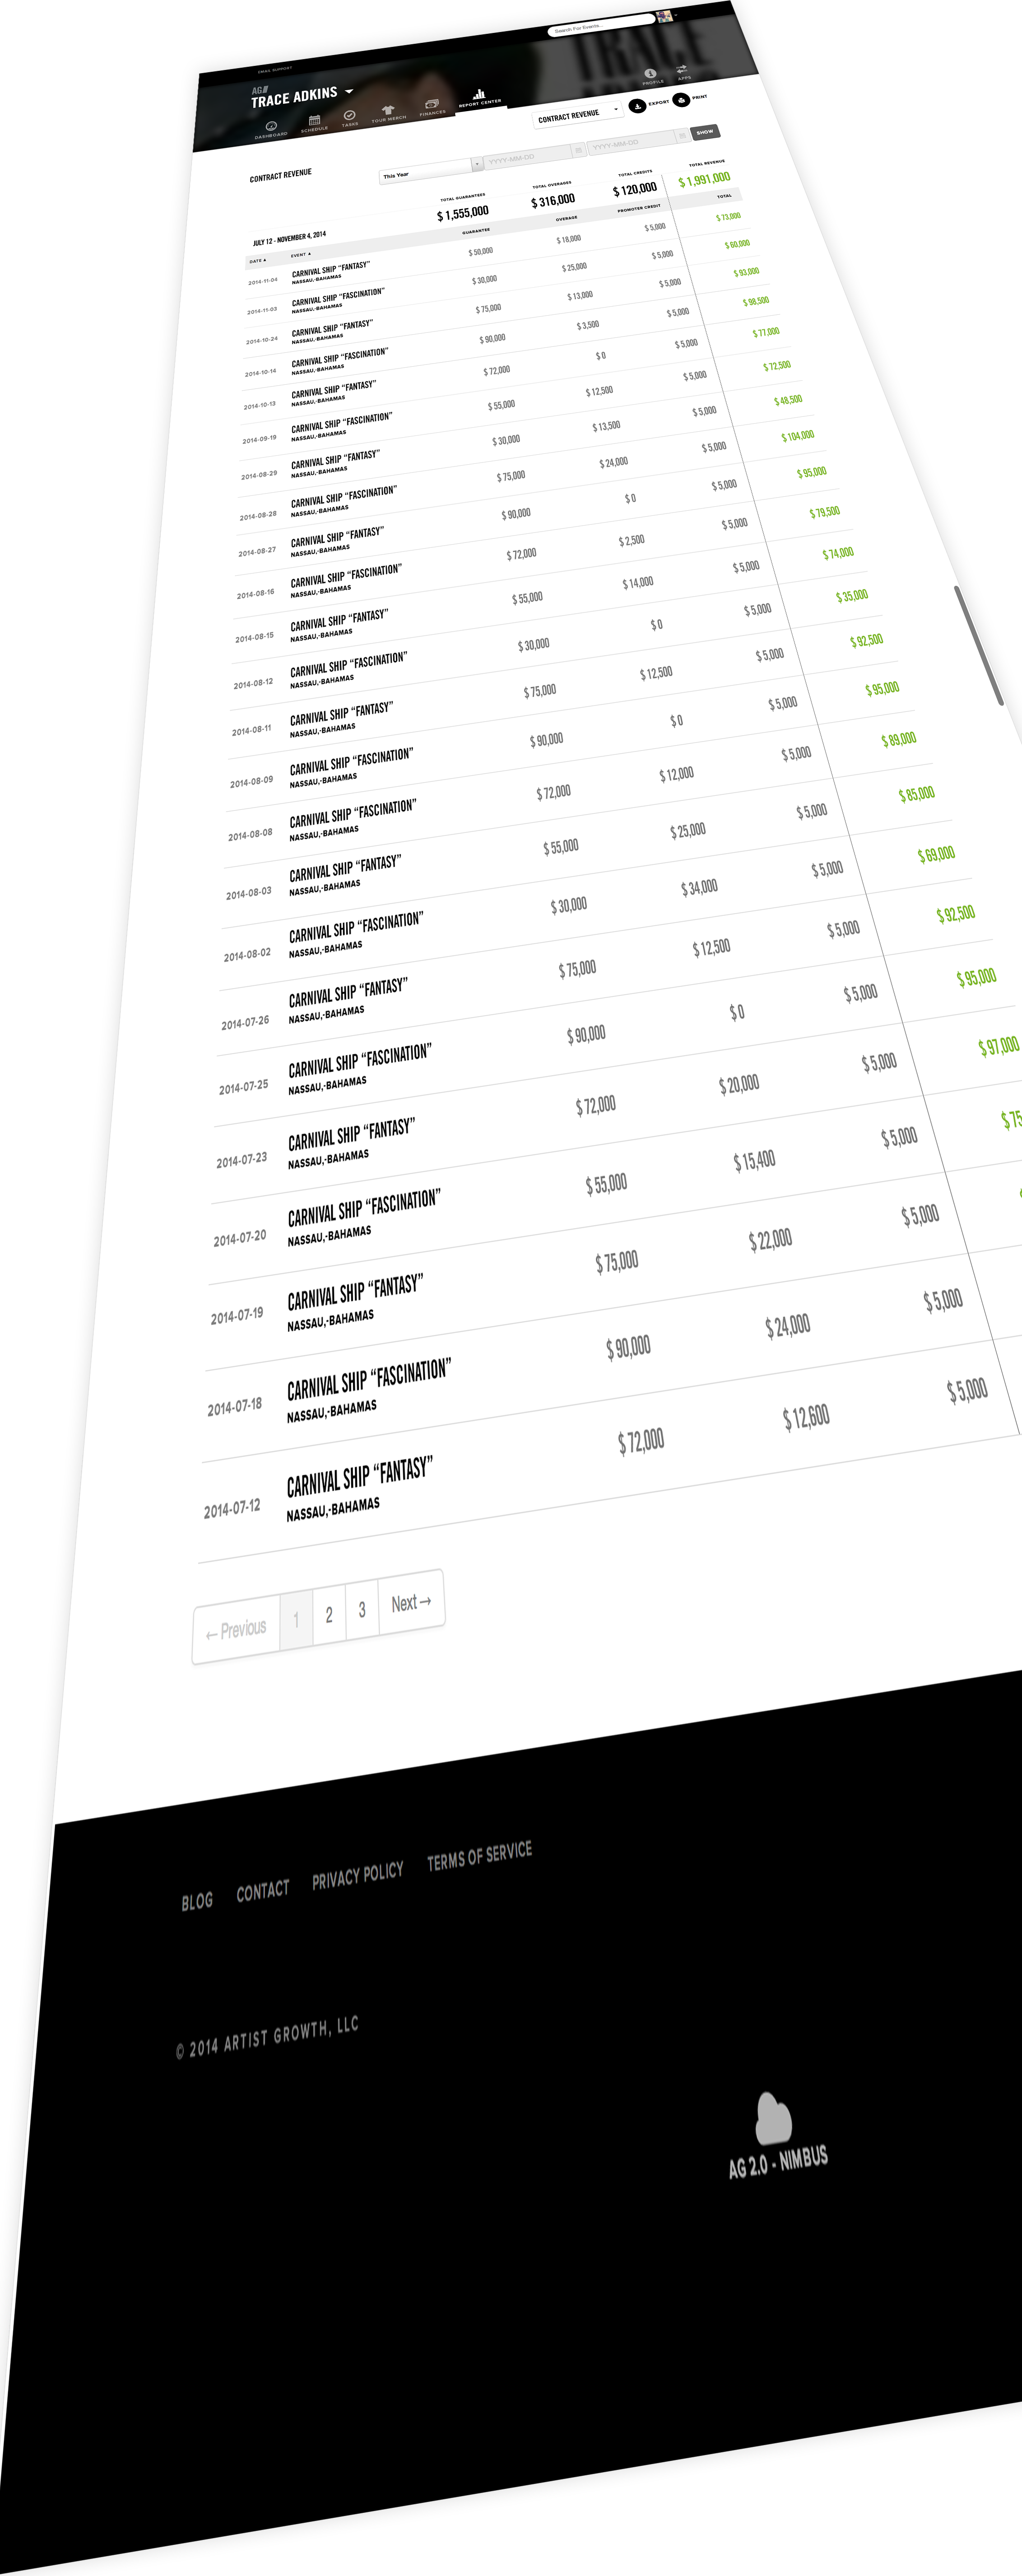 DMAG SUPPORT
Search For Events...
AG
TRACE ADKINS
TRACE
DASHBOARD SCHEDULE TASKS TOUR MERCH FINANCES REPORT CENTER PROFILE APPS
CONTRACT REVENUE EXPORT PRINT
CONTRACT REVENUE
This Year YYYY-MM-DD YYYY-MM-DD SHOW
TOTAL GUARANTEES TOTAL OVERAGES TOTAL CREDITS TOTAL REVENUE
JULY 12 - NOVEMBER 4, 2014 $ 1,555,000 $ 316,000 $ 120,000 $ 1,991,000
DATE ▲ EVENT ▲ GUARANTEE OVERAGE PROMOTER CREDIT TOTAL
2014-11-04 CARNIVAL SHIP “FANTASY” $ 50,000 $ 18,000 $ 5,000 $ 73,000
NASSAU,-BAHAMAS
2014-11-03 CARNIVAL SHIP “FASCINATION” $ 30,000 $ 25,000 $ 5,000 $ 60,000
NASSAU,-BAHAMAS
2014-10-24 CARNIVAL SHIP “FANTASY” $ 75,000 $ 13,000 $ 5,000 $ 93,000
NASSAU,-BAHAMAS
2014-10-14 CARNIVAL SHIP “FASCINATION” $ 90,000 $ 3,500 $ 5,000 $ 98,500
NASSAU,-BAHAMAS
2014-10-13 CARNIVAL SHIP “FANTASY” $ 72,000 $ 0 $ 5,000 $ 77,000
NASSAU,-BAHAMAS
2014-09-19 CARNIVAL SHIP “FASCINATION” $ 55,000 $ 12,500 $ 5,000 $ 72,500
NASSAU,-BAHAMAS
2014-08-29 CARNIVAL SHIP “FANTASY” $ 30,000 $ 13,500 $ 5,000 $ 48,500
NASSAU,-BAHAMAS
2014-08-28 CARNIVAL SHIP “FASCINATION” $ 75,000 $ 24,000 $ 5,000 $ 104,000
NASSAU,-BAHAMAS
2014-08-27 CARNIVAL SHIP “FANTASY” $ 90,000 $ 0 $ 5,000 $ 95,000
NASSAU,-BAHAMAS
2014-08-16 CARNIVAL SHIP “FASCINATION” $ 72,000 $ 2,500 $ 5,000 $ 79,500
NASSAU,-BAHAMAS
2014-08-15 CARNIVAL SHIP “FANTASY” $ 55,000 $ 14,000 $ 5,000 $ 74,000
NASSAU,-BAHAMAS
2014-08-12 CARNIVAL SHIP “FASCINATION” $ 30,000 $ 0 $ 5,000 $ 35,000
NASSAU,-BAHAMAS
2014-08-11 CARNIVAL SHIP “FANTASY” $ 75,000 $ 12,500 $ 5,000 $ 92,500
NASSAU,-BAHAMAS
2014-08-09 CARNIVAL SHIP “FASCINATION” $ 90,000 $ 0 $ 5,000 $ 95,000
NASSAU,-BAHAMAS
2014-08-08 CARNIVAL SHIP “FASCINATION” $ 72,000 $ 12,000 $ 5,000 $ 89,000
NASSAU,-BAHAMAS
2014-08-03 CARNIVAL SHIP “FANTASY” $ 55,000 $ 25,000 $ 5,000 $ 85,000
NASSAU,-BAHAMAS
2014-08-02 CARNIVAL SHIP “FASCINATION” $ 30,000 $ 34,000 $ 5,000 $ 69,000
NASSAU,-BAHAMAS
2014-07-26 CARNIVAL SHIP “FANTASY” $ 75,000 $ 12,500 $ 5,000 $ 92,500
NASSAU,-BAHAMAS
2014-07-25 CARNIVAL SHIP “FASCINATION” $ 90,000 $ 0 $ 5,000 $ 95,000
NASSAU,-BAHAMAS
2014-07-23 CARNIVAL SHIP “FANTASY” $ 72,000 $ 20,000 $ 5,000 $ 97,000
NASSAU,-BAHAMAS
2014-07-20 CARNIVAL SHIP “FASCINATION” $ 55,000 $ 15,400 $ 5,000 $ 75
NASSAU,-BAHAMAS
2014-07-19 CARNIVAL SHIP “FANTASY” $ 75,000 $ 22,000 $ 5,000
NASSAU,-BAHAMAS
2014-07-18 CARNIVAL SHIP “FASCINATION” $ 90,000 $ 24,000 $ 5,000
NASSAU,-BAHAMAS
2014-07-12 CARNIVAL SHIP “FANTASY” $ 72,000 $ 12,600 $ 5,000
NASSAU,-BAHAMAS
← Previous 1 2 3 Next →
BLOG CONTACT PRIVACY POLICY TERMS OF SERVICE
© 2014 ARTIST GROWTH, LLC
AG 2.0 - NIMBUS